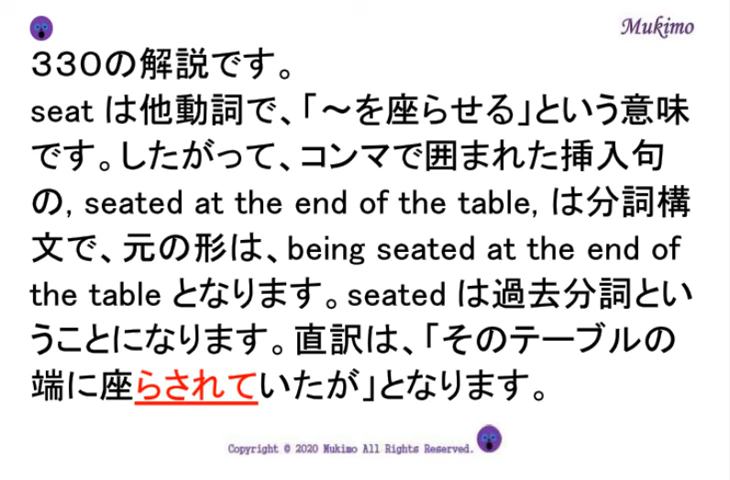 Mukimo
330の解説です。
seat は他動詞で、「~を座らせる」という意味
です。したがって、コンマで囲まれた挿入句
の, seated at the end of the table, は分詞構
文で、元の形は、being seated at the end of
the table となります。seated は過去分詞とい
うことになります。直訳は、「そのテーブルの
端に座らされていたが」となります。
Copyright © 2020 Mukimo All Rights Reserved.